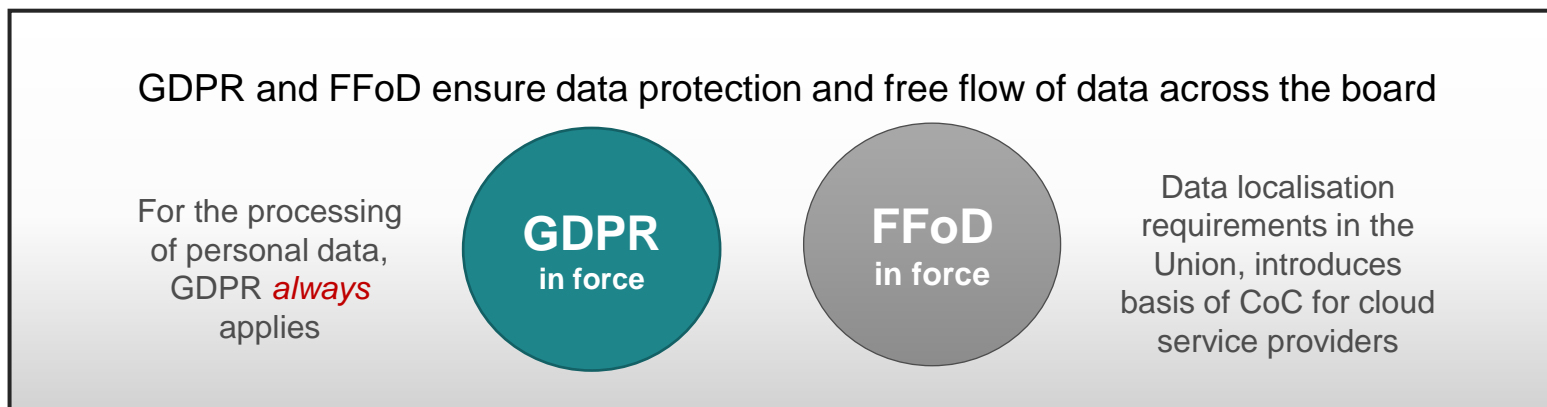 GDPR and FFoD ensure data protection and free flow of data across the board
For the processing
of personal data,
GDPR always
applies
GDPR
in force
FFoD
in force
Data localisation
requirements in the
Union, introduces
basis of CoC for cloud
service providers